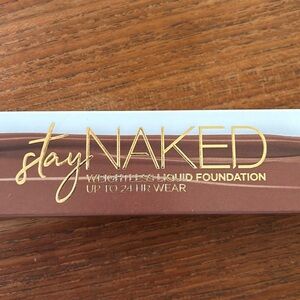 stay NAKED
WEIGHTLESS LIQUID FOUNDATION
UP TO 24 HR WEAR